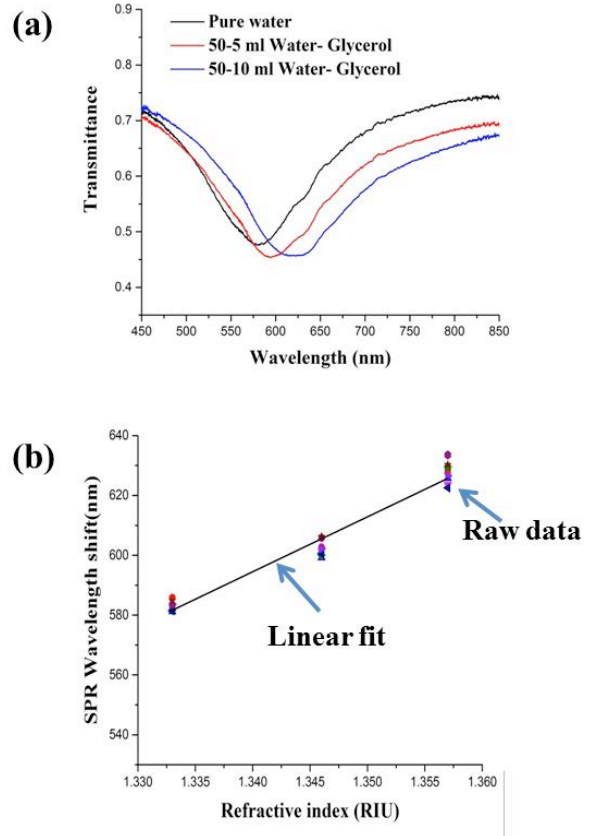 (a)
Pure water
50-5 ml Water- Glycerol
50-10 ml Water- Glycerol
Transmittance
0.9
0.8
0.7
0.6
0.5
0.4
450 500 550 600 650 700 750 800 850
Wavelength (nm)
(b)
SPR Wavelength shift(nm)
640
620
600
580
560
540
Raw data
Linear fit
1.330 1.335 1.340 1.345 1.350 1.355 1.360
Refractive index (RIU)